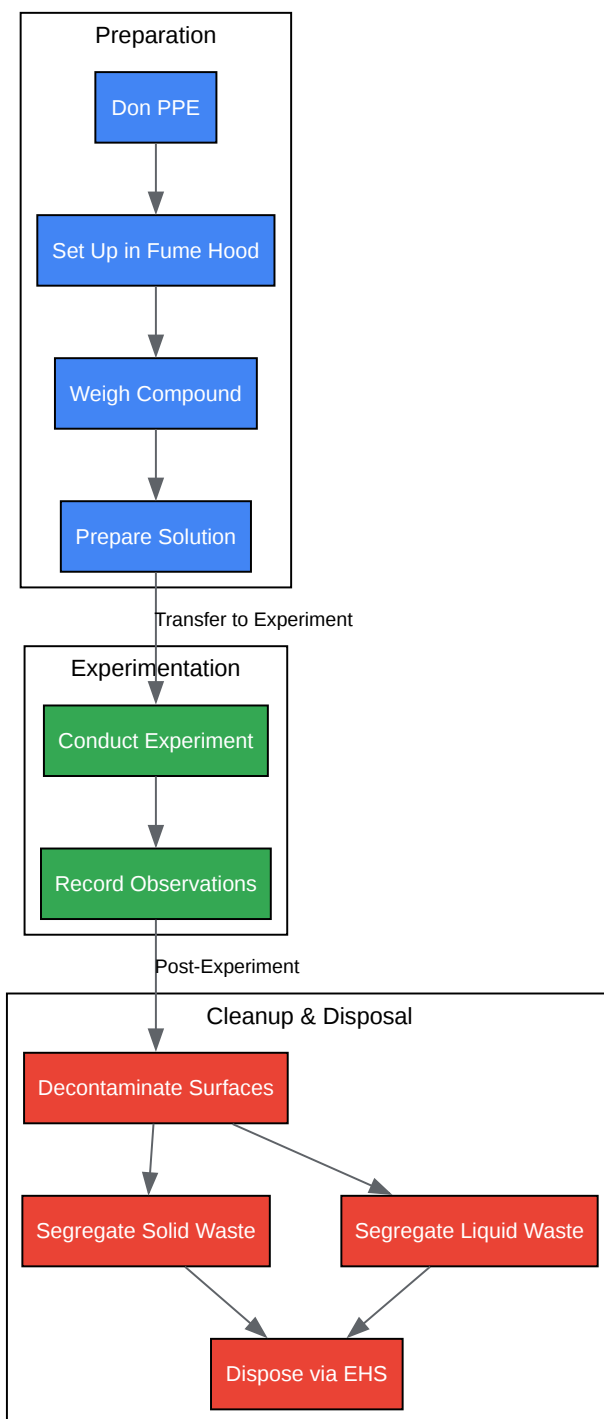 Preparation
Don PPE
Set Up in Fume Hood
Weigh Compound
Prepare Solution
Transfer to Experiment
Experimentation
Conduct Experiment
Record Observations
Post-Experiment
Cleanup & Disposal
Decontaminate Surfaces
Segregate Solid Waste
Segregate Liquid Waste
Dispose via EHS